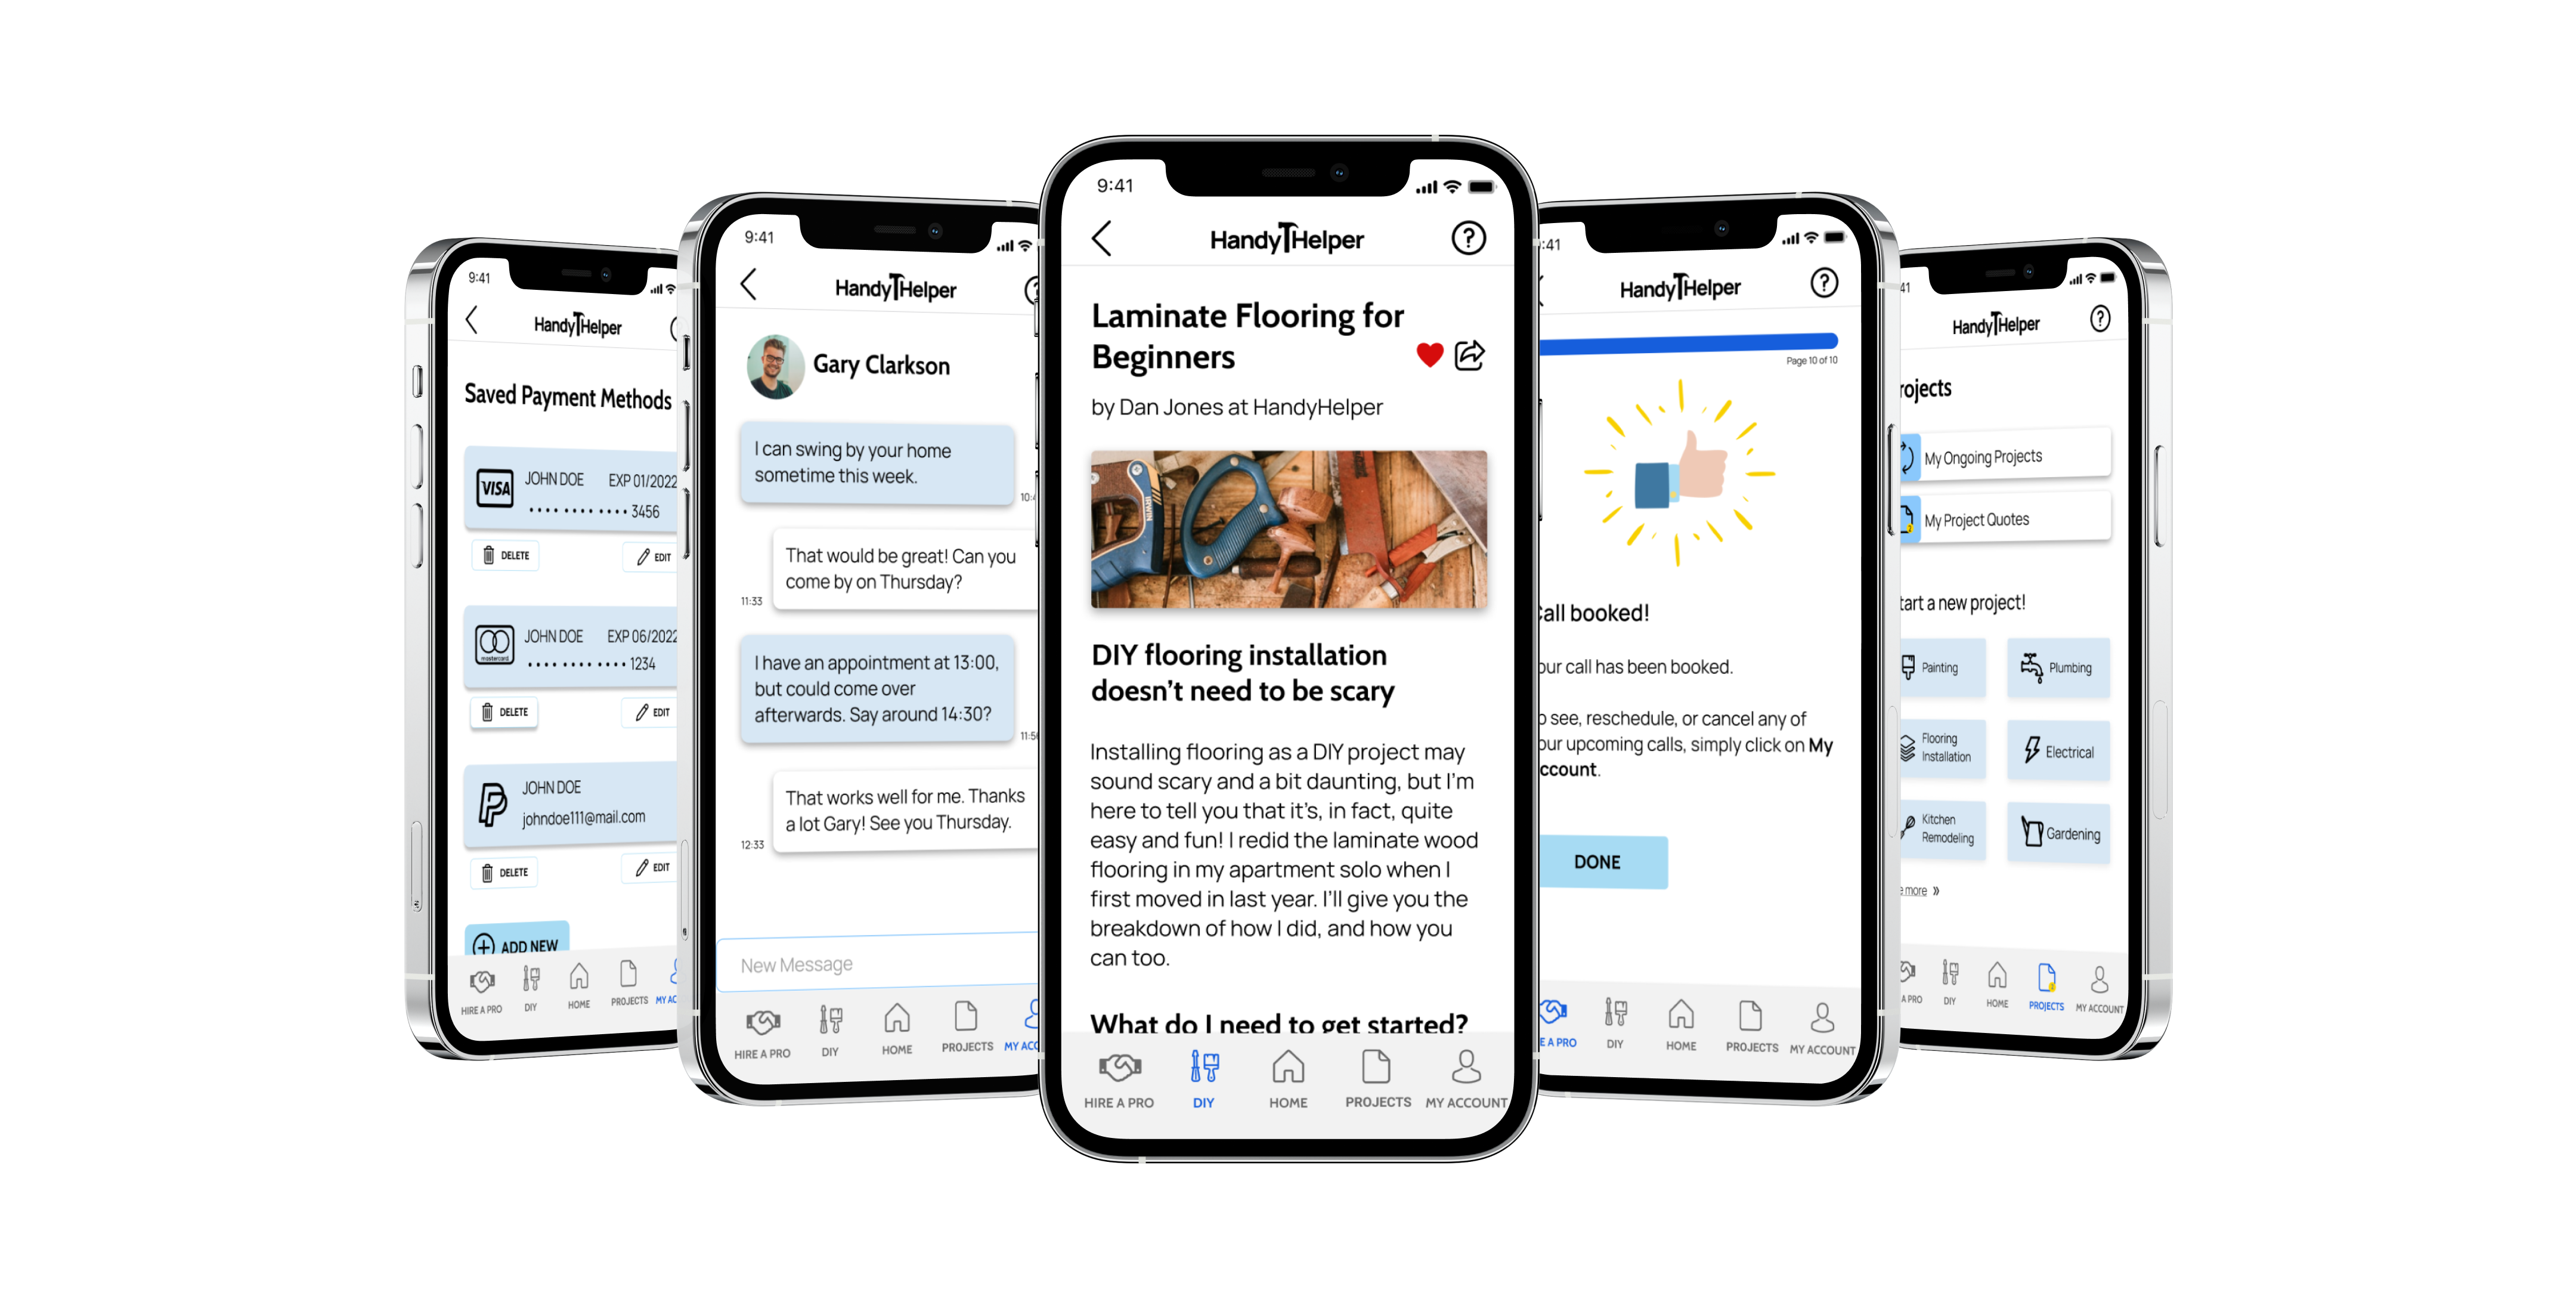 9:41
HandyHelper
Saved Payment Methods
VISA
JOHN DOE EXP 01/2022
•••• •••• •••• 3456
DELETE EDIT
mastercard
JOHN DOE EXP 06/2022
•••• •••• •••• 1234
DELETE EDIT
JOHN DOE
johndoe111@mail.com
DELETE EDIT
ADD NEW
HIRE A PRO DIY HOME PROJECTS MY AC
9:41
HandyHelper
Gary Clarkson
I can swing by your home
sometime this week.
10:4
That would be great! Can you
come by on Thursday?
11:33
I have an appointment at 13:00,
but could come over
afterwards. Say around 14:30?
11:56
That works well for me. Thanks
a lot Gary! See you Thursday.
12:33
New Message
HIRE A PRO DIY HOME PROJECTS MY ACC
9:41
HandyHelper ?
Laminate Flooring for
Beginners
by Dan Jones at HandyHelper
DIY flooring installation
doesn't need to be scary
Installing flooring as a DIY project may
sound scary and a bit daunting, but I'm
here to tell you that it's, in fact, quite
easy and fun! I redid the laminate wood
flooring in my apartment solo when I
first moved in last year. I'll give you the
breakdown of how I did, and how you
can too.
What do I need to get started?
HIRE A PRO DIY HOME PROJECTS MY ACCOUNT
:41
HandyHelper ?
Page 10 of 10
all booked!
our call has been booked.
o see, reschedule, or cancel any of
our upcoming calls, simply click on My
ccount.
DONE
E A PRO DIY HOME PROJECTS MY ACCOUNT
41
HandyHelper ?
rojects
My Ongoing Projects
My Project Quotes
tart a new project!
Painting Plumbing
Flooring
Installation
Electrical
Kitchen
Remodeling
Gardening
e more »
A PRO DIY HOME PROJECTS MY ACCOUNT